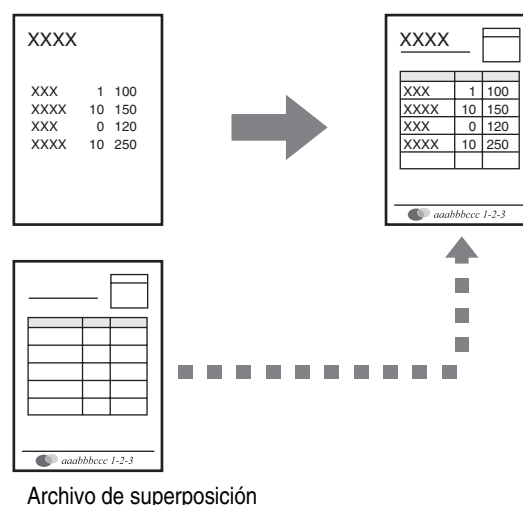 XXXX
XXX 1 100
XXXX 10 150
XXX 0 120
XXXX 10 250
XXXX
XXX 1 100
XXXX 10 150
XXX 0 120
XXXX 10 250
aaabbbccc 1-2-3
aaabbbccc 1-2-3
Archivo de superposición